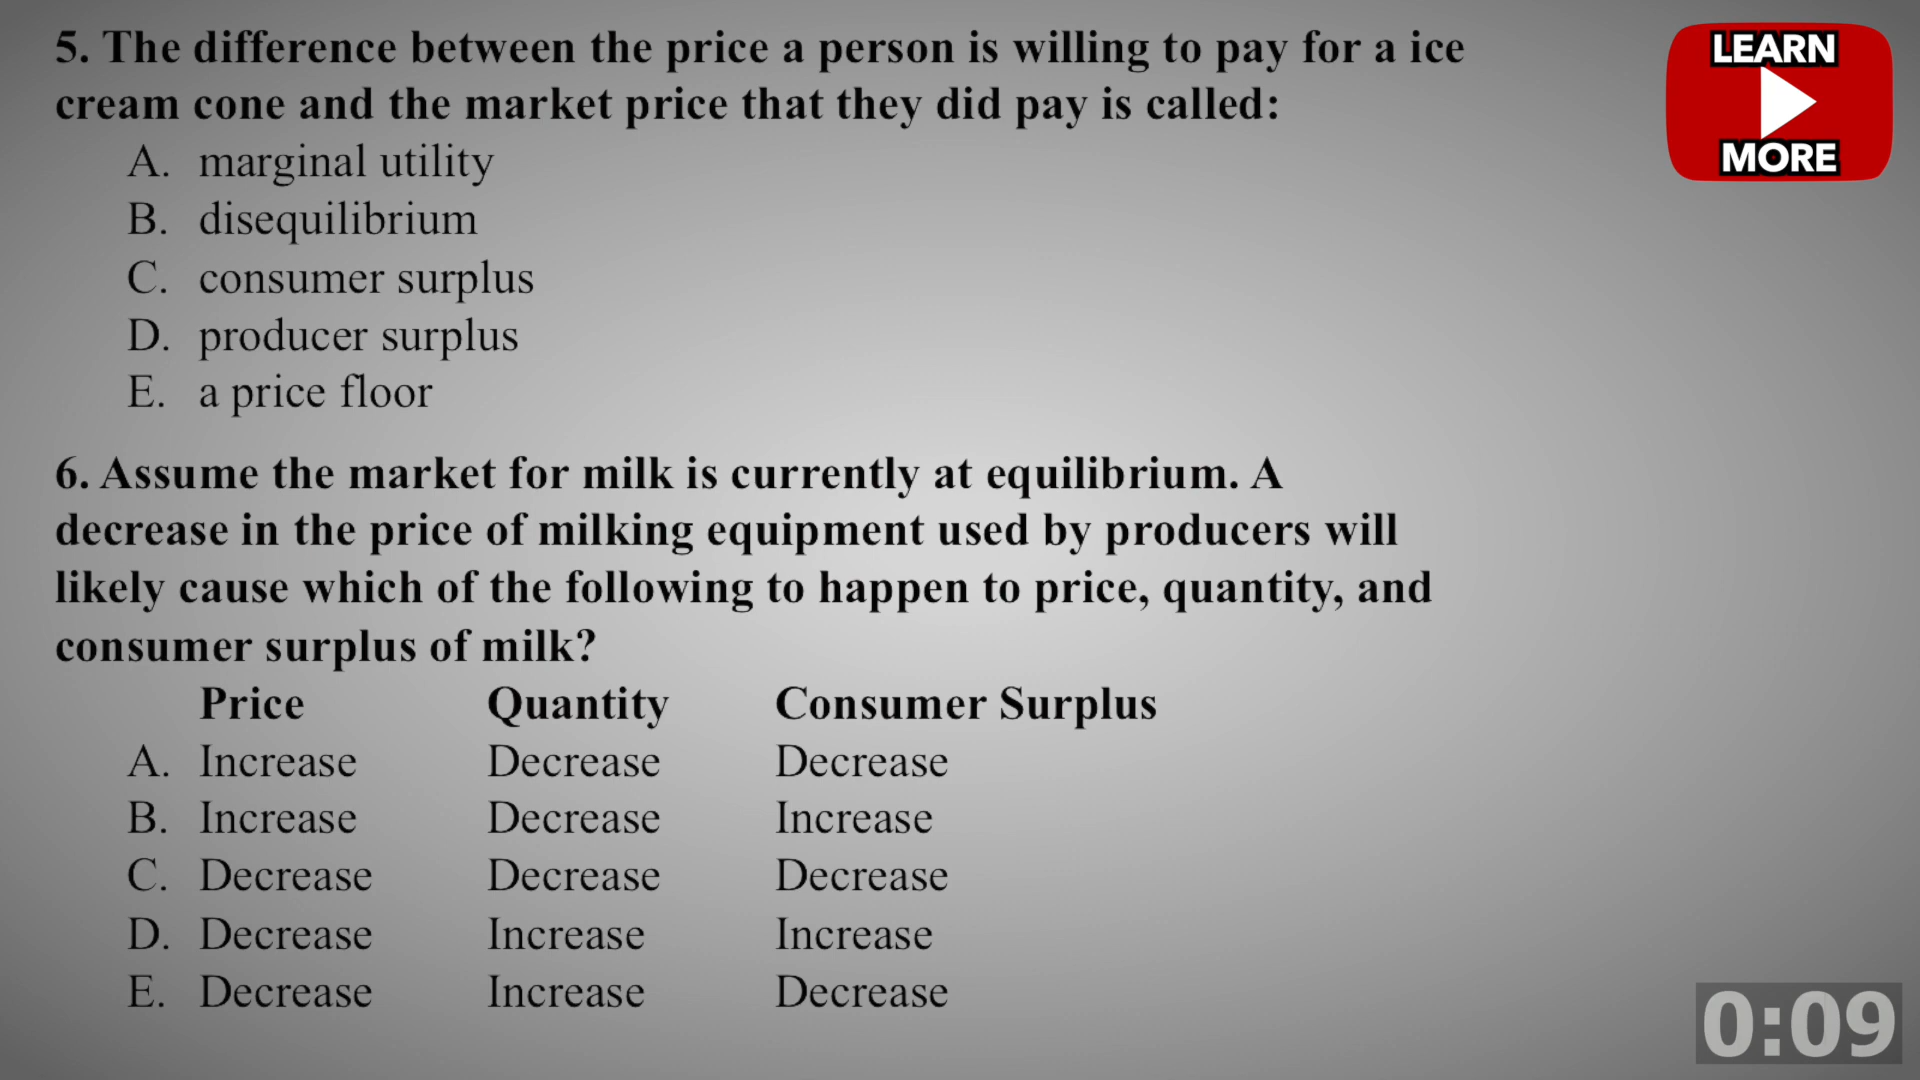 5. The difference between the price a person is willing to pay for a ice
cream cone and the market price that they did pay is called:
A. marginal utility
B. disequilibrium
C. consumer surplus
D. producer surplus
E. a price floor
6. Assume the market for milk is currently at equilibrium. A
decrease in the price of milking equipment used by producers will
likely cause which of the following to happen to price, quantity, and
consumer surplus of milk?
Price Quantity Consumer Surplus
A. Increase Decrease Decrease
B. Increase Decrease Increase
C. Decrease Decrease Decrease
D. Decrease Increase Increase
E. Decrease Increase Decrease
LEARN
MORE
0:09